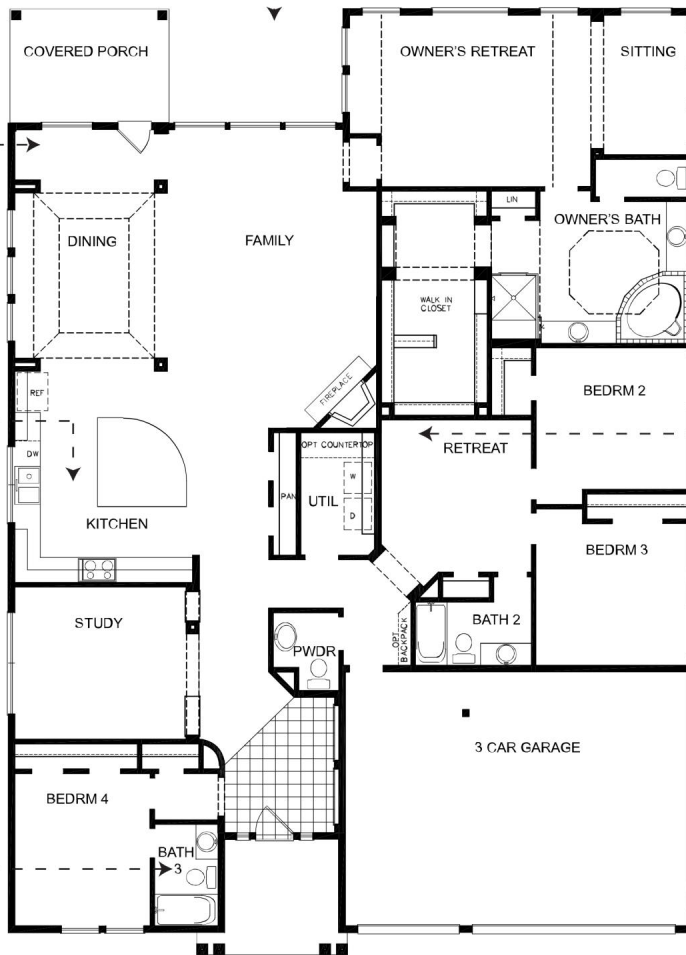 COVERED PORCH
OWNER'S RETREAT
SITTING
LIN
OWNER'S BATH
DINING
FAMILY
WALK IN
CLOSET
FIREPLACE
REF
BEDRM 2
DW
OPT COUNTERTOP
RETREAT
W
PAN
UTIL
D
KITCHEN
BEDRM 3
STUDY
OPT
BACKPACK
BATH 2
PWDR
3 CAR GARAGE
BEDRM 4
BATH
3